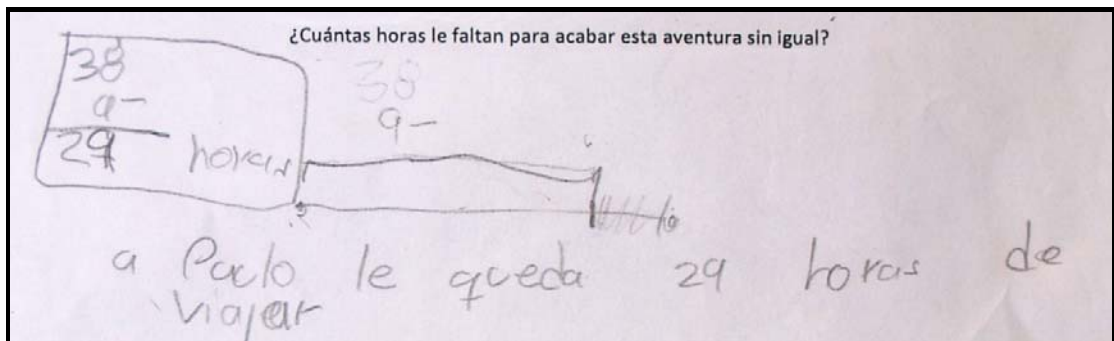 ¿Cuántas horas le faltan para acabar esta aventura sin igual?
38
9-
29 horas
38
9-
a Paclo le queda 29 horas de
viajar